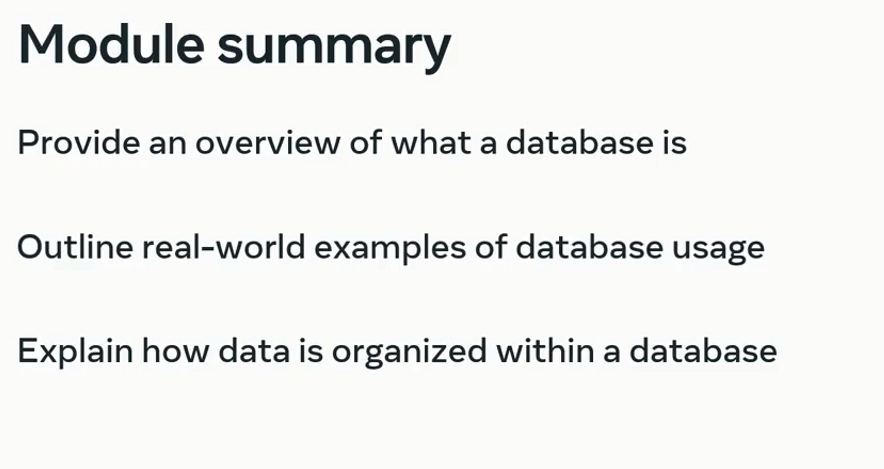 Module summary
Provide an overview of what a database is
Outline real-world examples of database usage
Explain how data is organized within a database